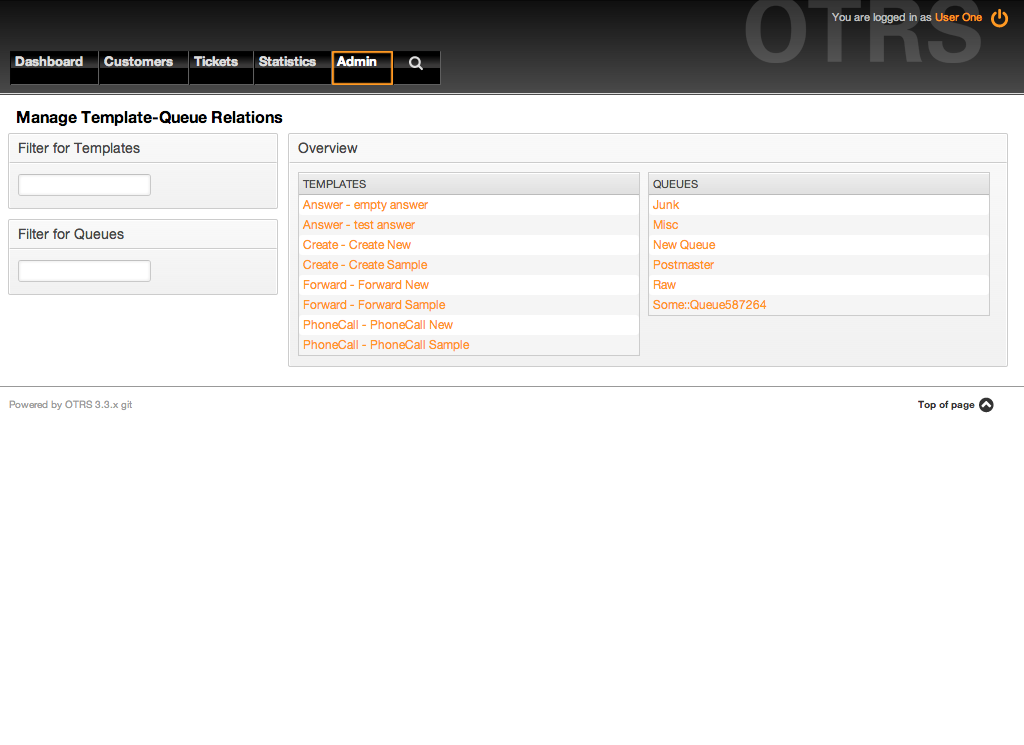 OTRS
You are logged in as User One
Dashboard Customers Tickets Statistics Admin
Manage Template-Queue Relations
Filter for Templates
Filter for Queues
Overview
TEMPLATES
Answer - empty answer
Answer - test answer
Create - Create New
Create - Create Sample
Forward - Forward New
Forward - Forward Sample
PhoneCall - PhoneCall New
PhoneCall - PhoneCall Sample
QUEUES
Junk
Misc
New Queue
Postmaster
Raw
Some::Queue587264
Powered by OTRS 3.3.x git
Top of page